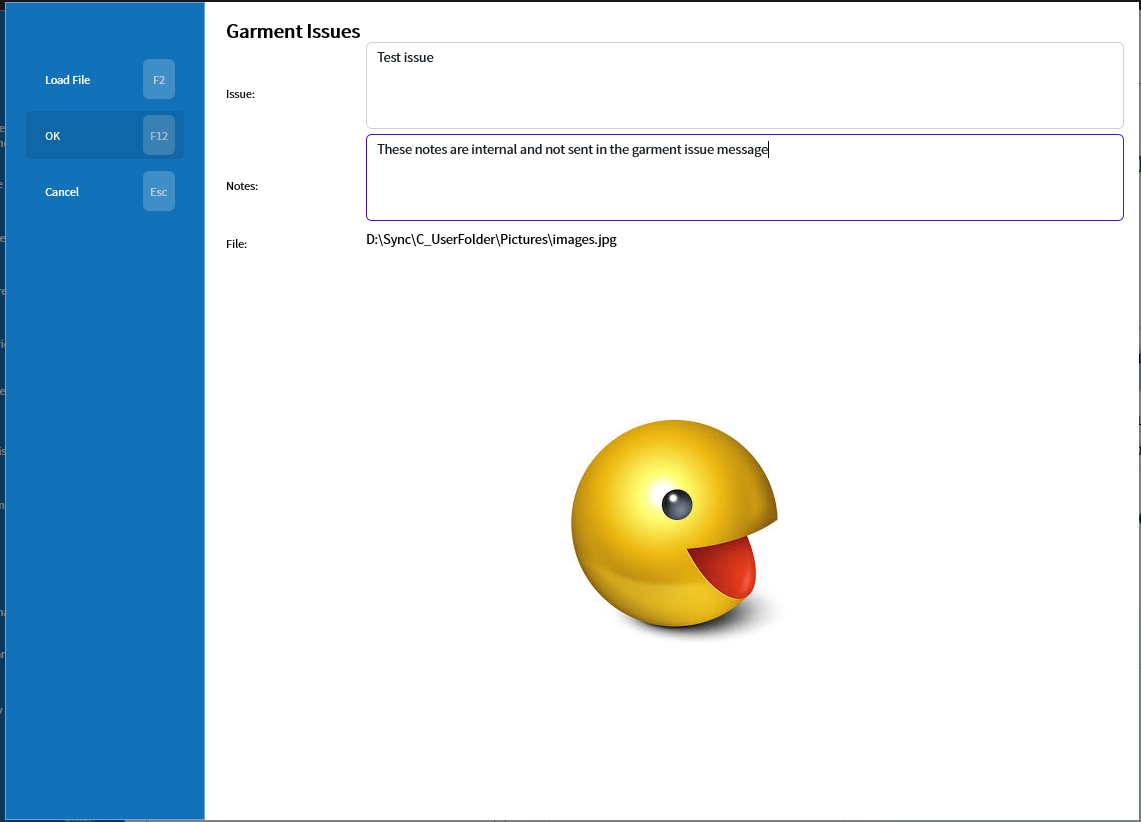 Garment Issues
Load File F2
OK F12
Cancel Esc
Issue:
Test issue
Notes:
These notes are internal and not sent in the garment issue message
File:
D:\Sync\C_UserFolder\Pictures\images.jpg